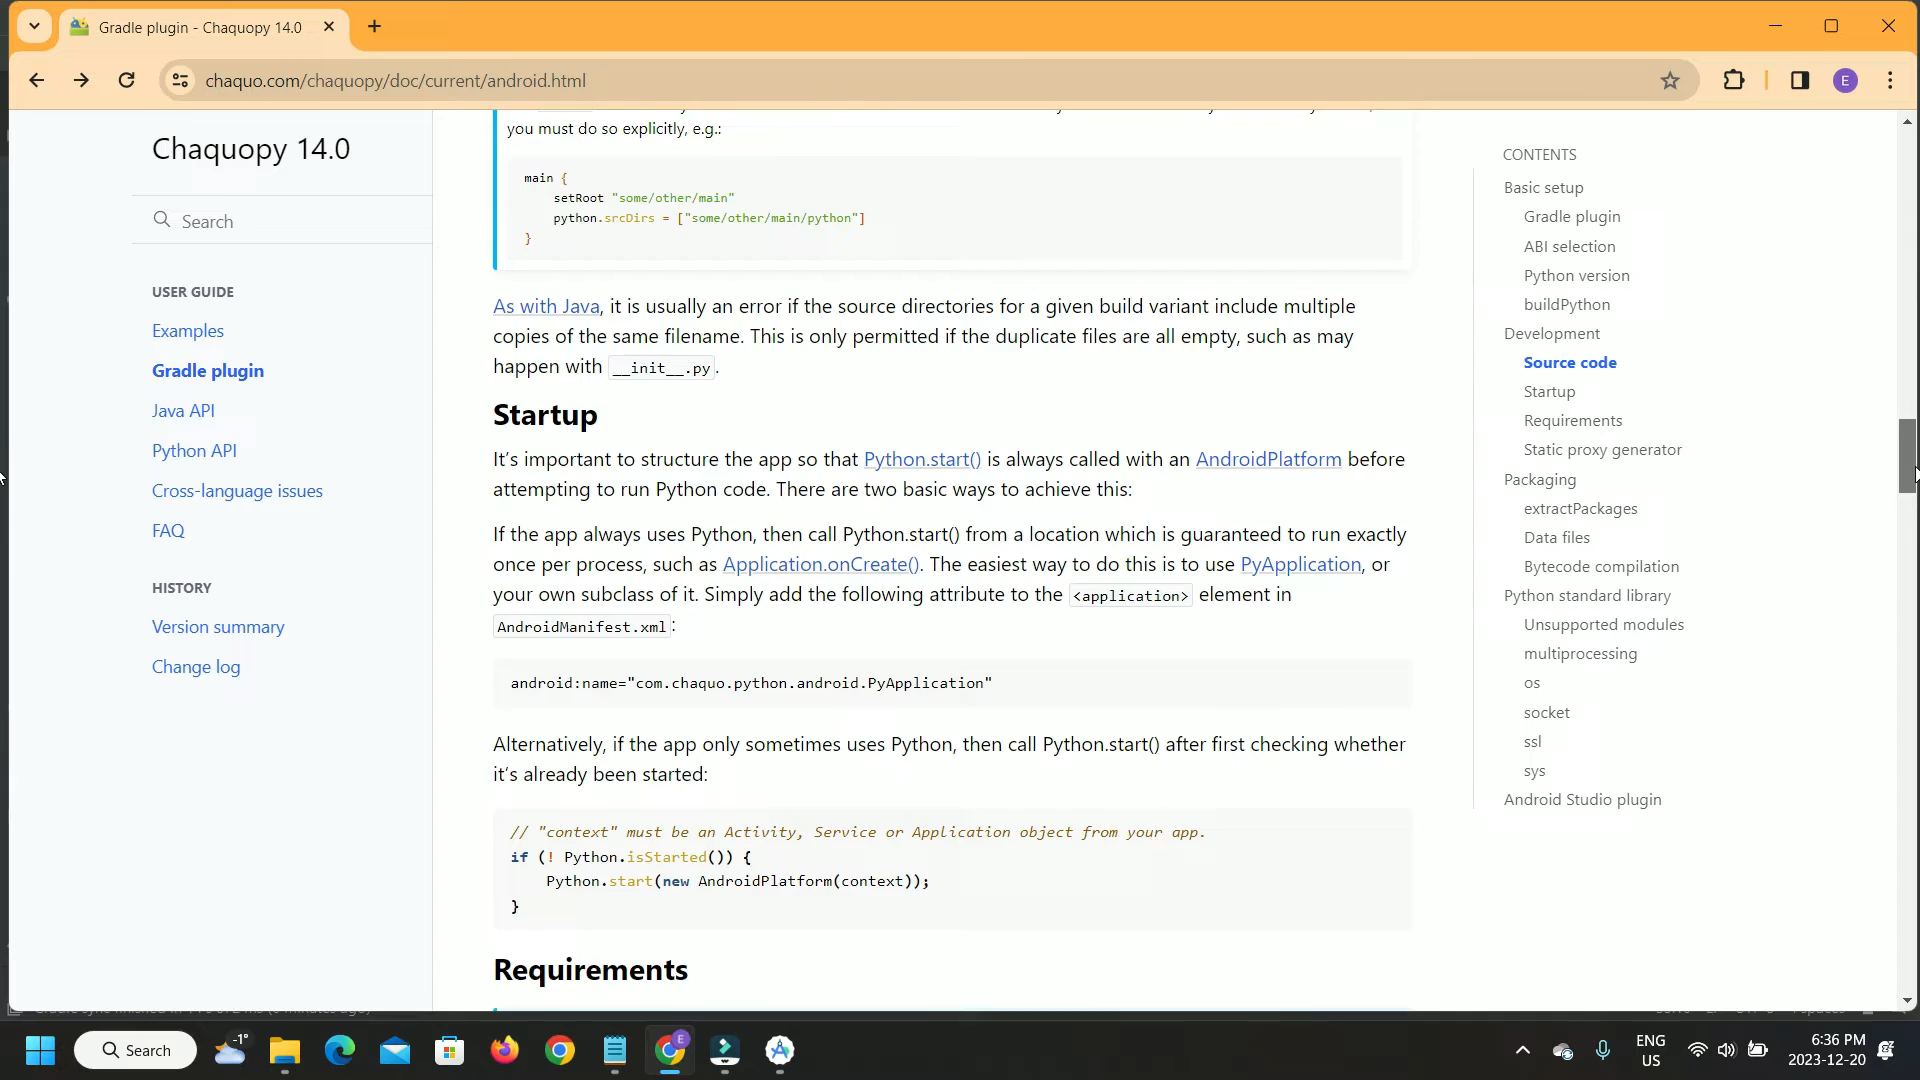 Gradle plugin - Chaquopy 14.0
chaquo.com/chaquopy/doc/current/android.html
E
Chaquopy 14.0
Search
USER GUIDE
Examples
Gradle plugin
Java API
Python API
Cross-language issues
FAQ
HISTORY
Version summary
Change log
you must do so explicitly, e.g.:
main {
setRoot "some/other/main"
python.srcDirs = ["some/other/main/python"]
}
As with Java, it is usually an error if the source directories for a given build variant include multiple
copies of the same filename. This is only permitted if the duplicate files are all empty, such as may
happen with __init__.py.
Startup
It's important to structure the app so that Python.start() is always called with an AndroidPlatform before
attempting to run Python code. There are two basic ways to achieve this:
If the app always uses Python, then call Python.start() from a location which is guaranteed to run exactly
once per process, such as Application.onCreate(). The easiest way to do this is to use PyApplication, or
your own subclass of it. Simply add the following attribute to the <application> element in
AndroidManifest.xml:
android:name="com.chaquo.python.android.PyApplication"
Alternatively, if the app only sometimes uses Python, then call Python.start() after first checking whether
it's already been started:
// "context" must be an Activity, Service or Application object from your app.
if (! Python.isStarted()) {
Python.start(new AndroidPlatform(context));
}
Requirements
CONTENTS
Basic setup
Gradle plugin
ABI selection
Python version
buildPython
Development
Source code
Startup
Requirements
Static proxy generator
Packaging
extractPackages
Data files
Bytecode compilation
Python standard library
Unsupported modules
multiprocessing
os
socket
ssl
sys
Android Studio plugin
Search
-1°
E
ENG
US
6:36 PM
2023-12-20